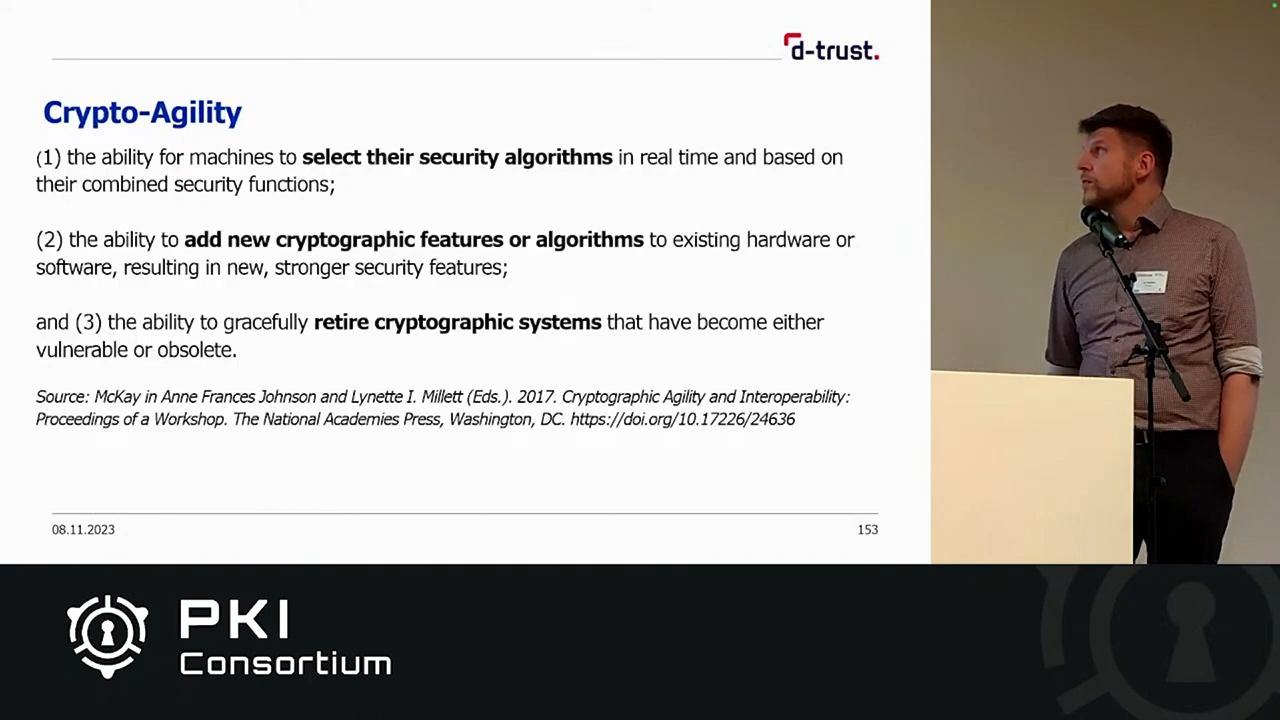 d-trust.
Crypto-Agility
(1) the ability for machines to select their security algorithms in real time and based on
their combined security functions;
(2) the ability to add new cryptographic features or algorithms to existing hardware or
software, resulting in new, stronger security features;
and (3) the ability to gracefully retire cryptographic systems that have become either
vulnerable or obsolete.
Source: McKay in Anne Frances Johnson and Lynette I. Millett (Eds.). 2017. Cryptographic Agility and Interoperability:
Proceedings of a Workshop. The National Academies Press, Washington, DC. https://doi.org/10.17226/24636
08.11.2023
153
PKI
Consortium